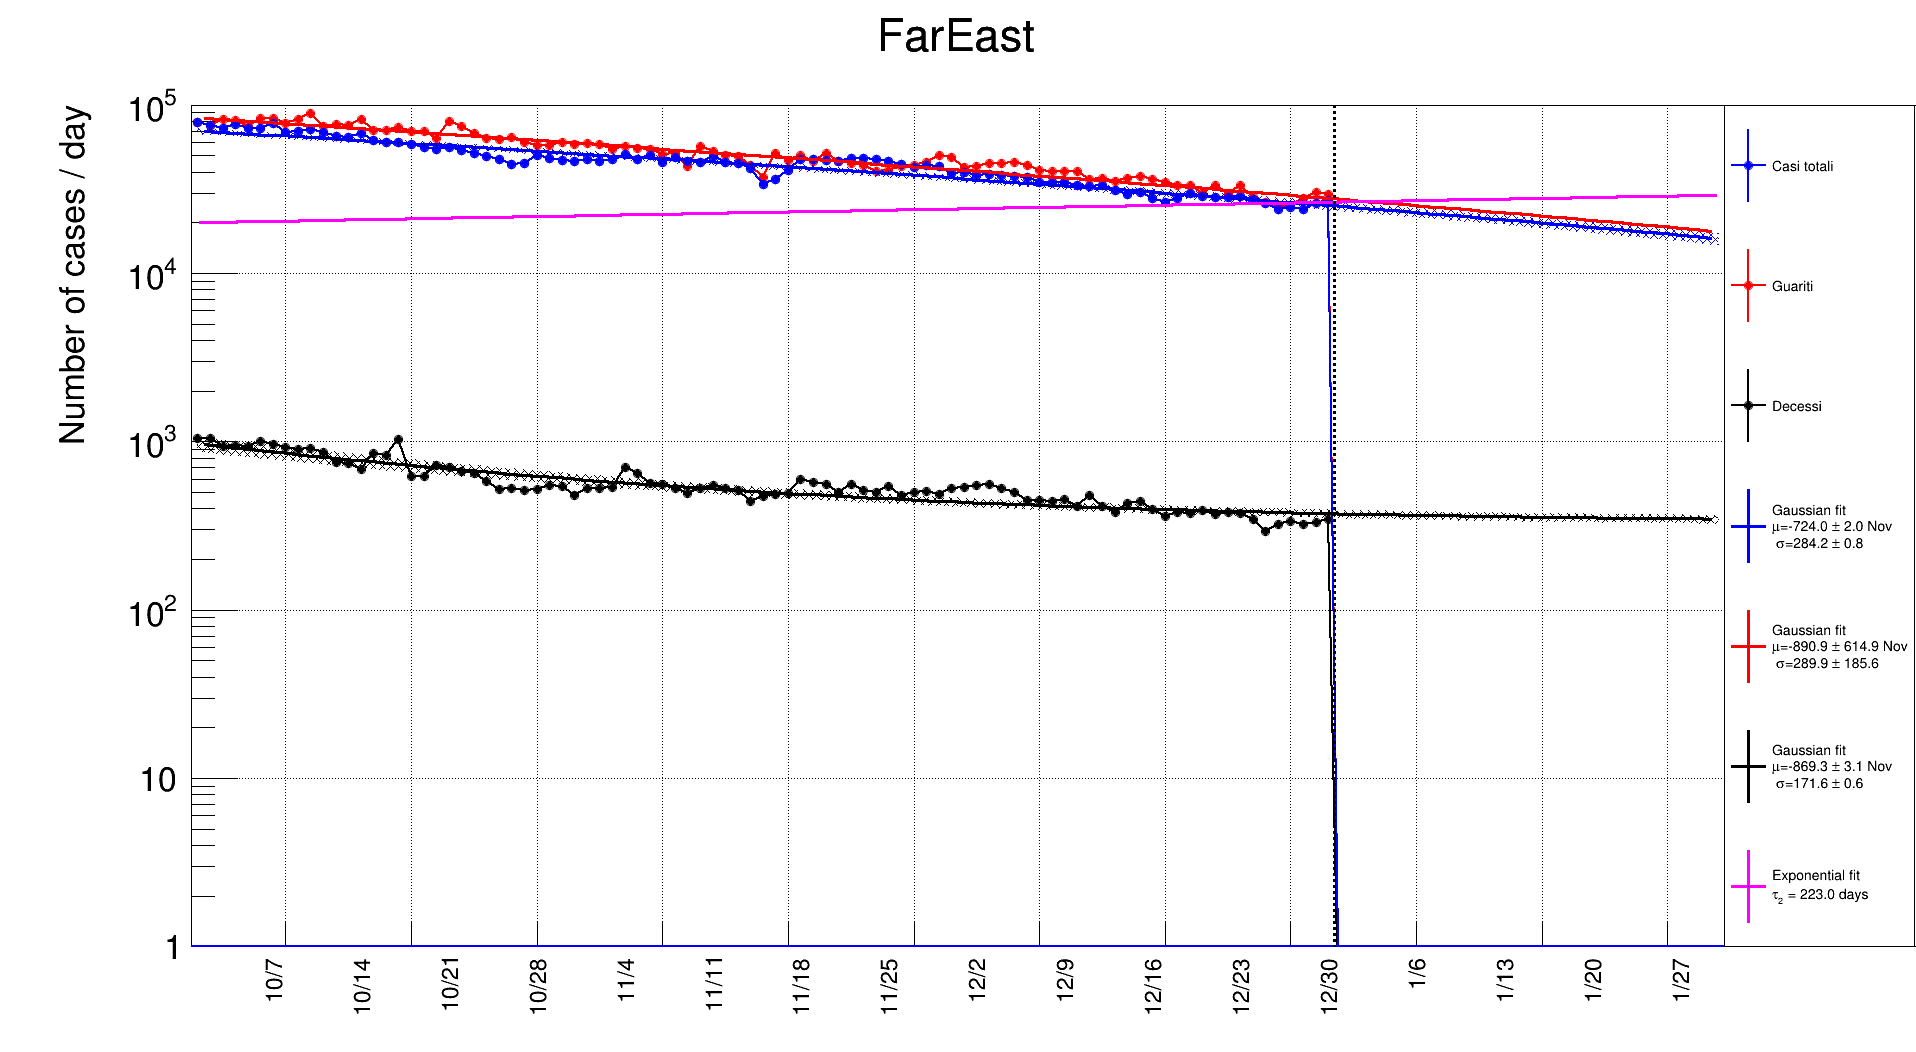 FarEast
Number of cases / day
10^5
10^4
10^3
10^2
10
1
10/7
10/14
10/21
10/28
11/4
11/11
11/18
11/25
12/2
12/9
12/16
12/23
12/30
1/6
1/13
1/20
1/27
Casi totali
Guariti
Decessi
Gaussian fit
μ=-724.0 ± 2.0 Nov
σ=284.2 ± 0.8
Gaussian fit
μ=-890.9 ± 614.9 Nov
σ=289.9 ± 185.6
Gaussian fit
μ=-869.3 ± 3.1 Nov
σ=171.6 ± 0.6
Exponential fit
τ₂ = 223.0 days